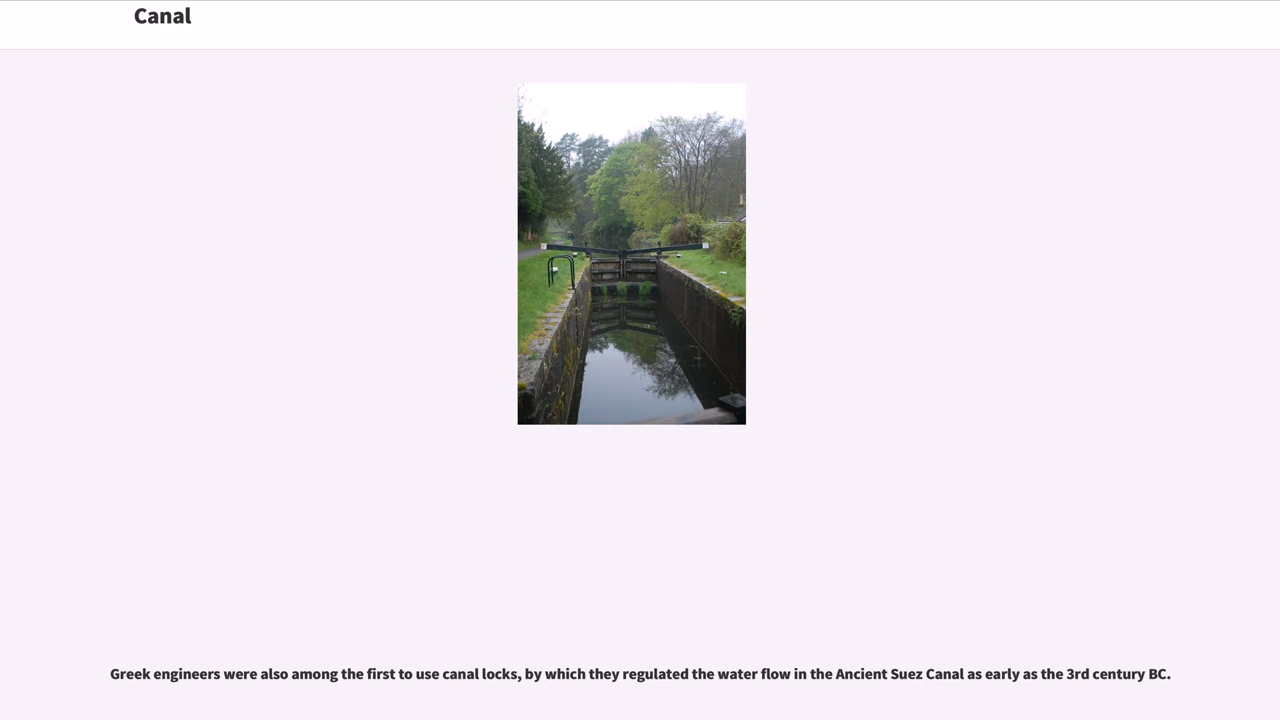 Canal
Greek engineers were also among the first to use canal locks, by which they regulated the water flow in the Ancient Suez Canal as early as the 3rd century BC.